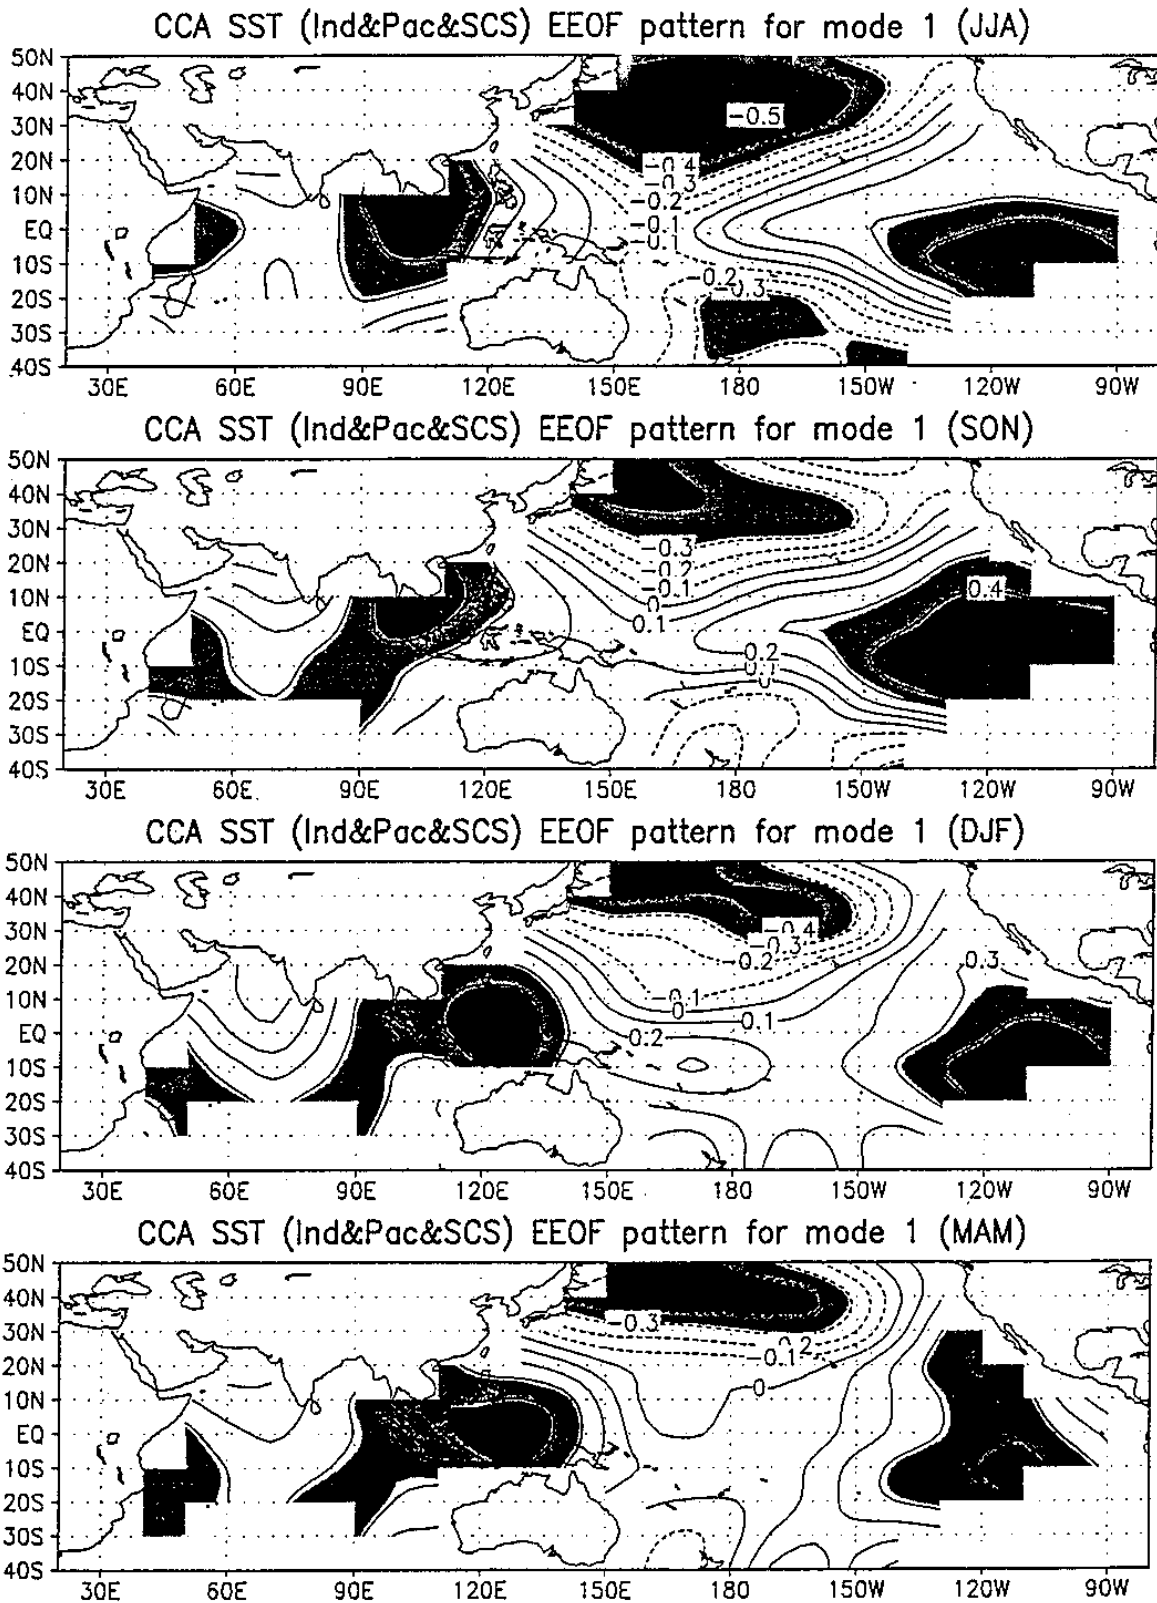 CCA SST (Ind&Pac&SCS) EEOF pattern for mode 1 (JJA)
50N
40N
30N
20N
10N
EQ
10S
20S
30S
40S
-0.5
-0.4
-0.3
-0.2
-0.1
-0.1
-0.2
-0.3
30E 60E 90E 120E 150E 180 150W 120W 90W
CCA SST (Ind&Pac&SCS) EEOF pattern for mode 1 (SON)
50N
40N
30N
20N
10N
EQ
10S
20S
30S
40S
-0.3
-0.2
-0.1
0
0.1
0.4
0.2
0
30E 60E 90E 120E 150E 180 150W 120W 90W
CCA SST (Ind&Pac&SCS) EEOF pattern for mode 1 (DJF)
50N
40N
30N
20N
10N
EQ
10S
20S
30S
40S
-0.4
-0.3
-0.2
0.3
-0.1
0
0.1
0.2
30E 60E 90E 120E 150E 180 150W 120W 90W
CCA SST (Ind&Pac&SCS) EEOF pattern for mode 1 (MAM)
50N
40N
30N
20N
10N
EQ
10S
20S
30S
40S
-0.3
-0.1
0
30E 60E 90E 120E 150E 180 150W 120W 90W